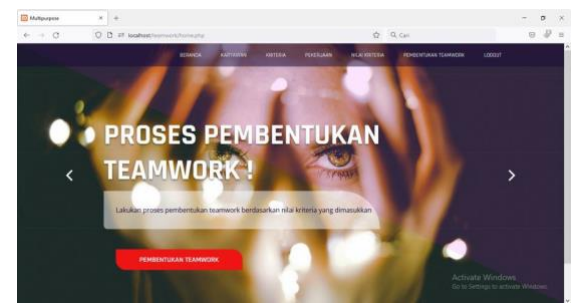 Multipurpose
localhost/teamwork/home.php
Cari
BERANDA KARYAWAN KRITERIA PEKERJAAN NILAI KRITERIA PEMBENTUKAN TEAMWORK LOGOUT
PROSES PEMBENTUKAN
TEAMWORK !
Lakukan proses pembentukan teamwork berdasarkan nilai kriteria yang dimasukkan
PEMBENTUKAN TEAMWORK
Activate Windows
Go to Settings to activate Windows.